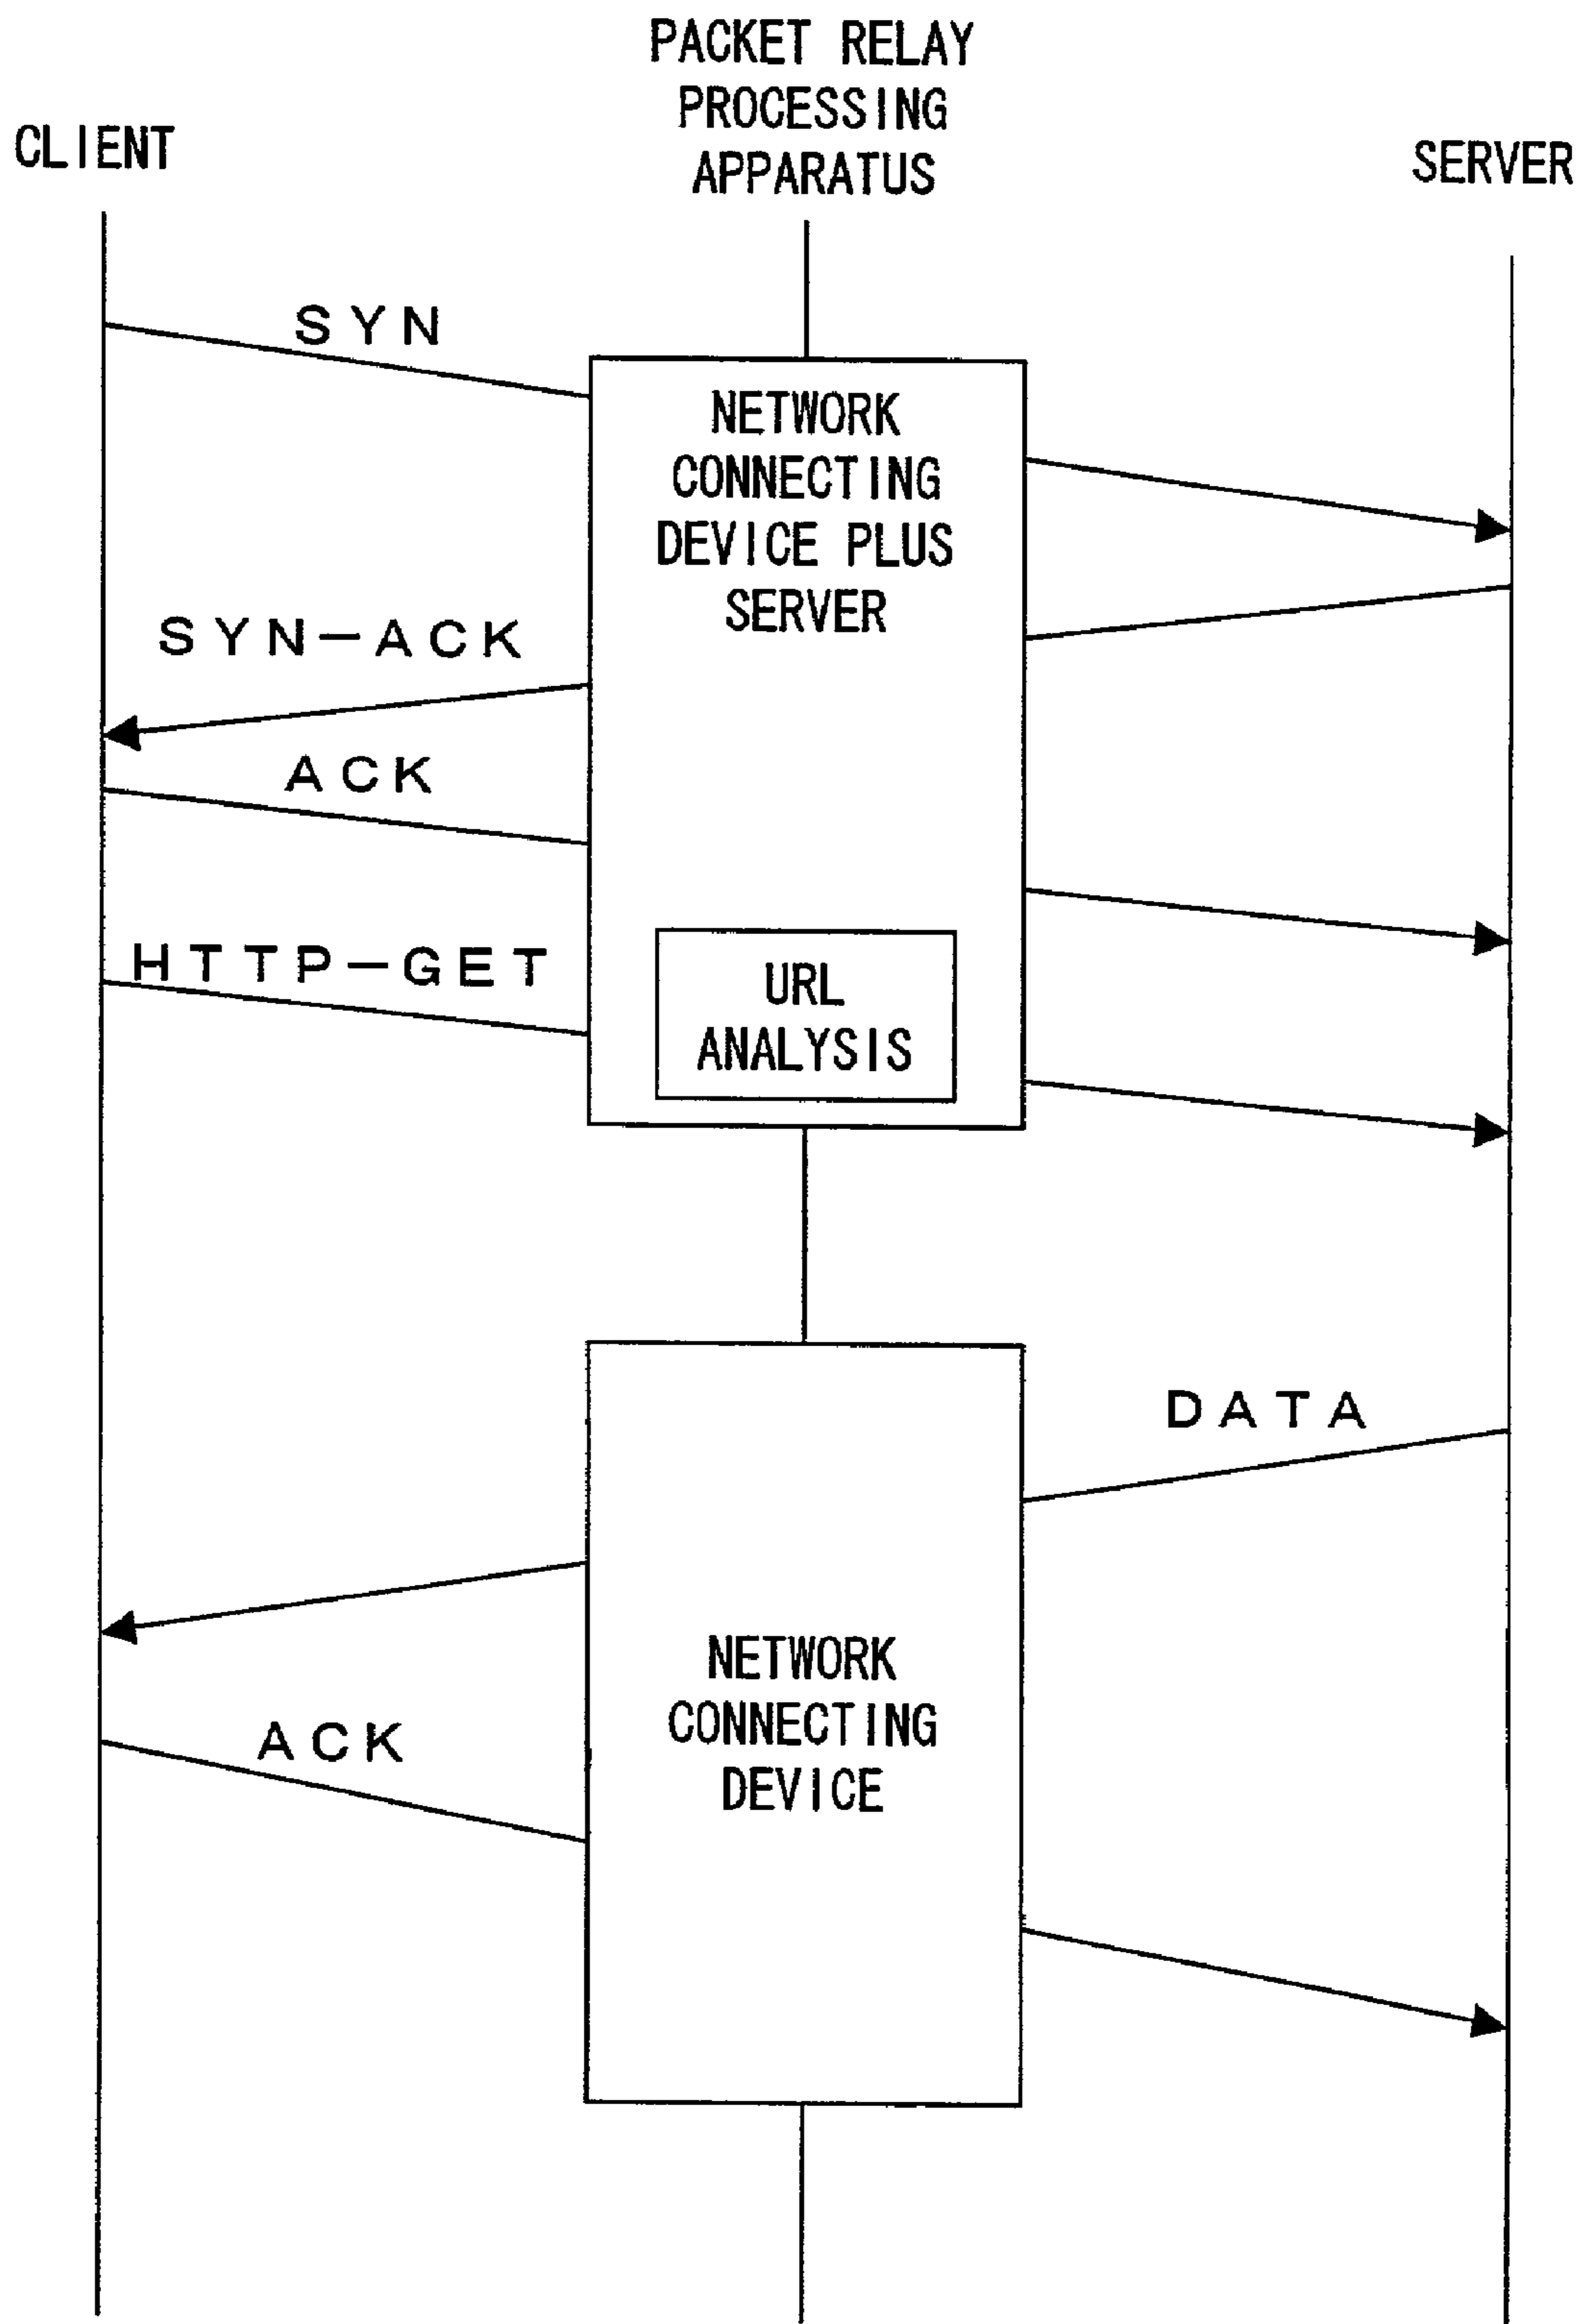 PACKET RELAY
PROCESSING
APPARATUS
CLIENT
SERVER
SYN
NETWORK
CONNECTING
DEVICE PLUS
SERVER
SYN-ACK
ACK
HTTP-GET
URL
ANALYSIS
DATA
NETWORK
CONNECTING
DEVICE
ACK